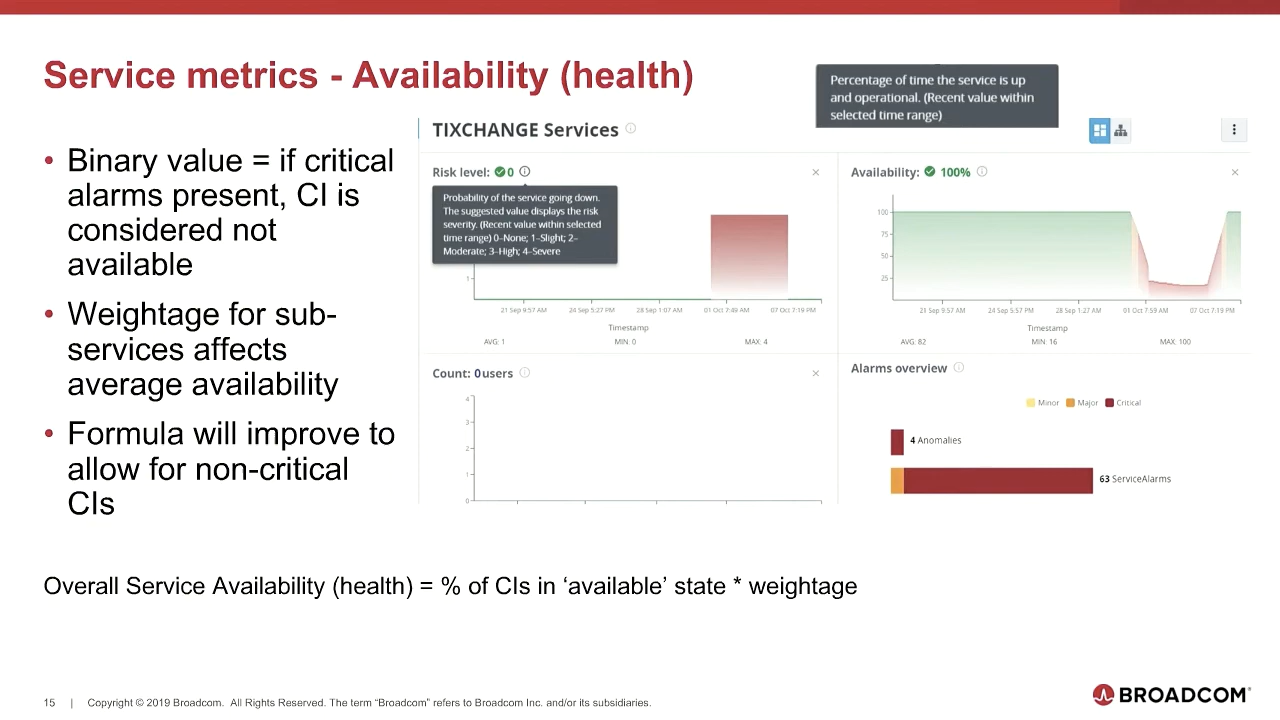 Service metrics - Availability (health)
• Binary value = if critical
alarms present, CI is
considered not
available
• Weightage for sub-
services affects
average availability
• Formula will improve to
allow for non-critical
CIs
Percentage of time the service is up
and operational. (Recent value within
selected time range)
TIXCHANGE Services
Risk level: 0
Probability of the service going down.
The suggested value displays the risk
severity. (Recent value within selected
time range) 0–None; 1–Slight; 2–
Moderate; 3–High; 4–Severe
1
21 Sep 9:57 AM 24 Sep 5:27 PM 28 Sep 1:07 AM 01 Oct 7:49 AM 07 Oct 7:19 PM
Timestamp
AVG: 1 MIN: 0 MAX: 4
Availability: 100%
100
75
50
25
21 Sep 9:57 AM 24 Sep 5:57 PM 28 Sep 1:27 AM 01 Oct 7:59 AM 07 Oct 7:19 PM
Timestamp
AVG: 82 MIN: 16 MAX: 100
Count: 0users
4
3
2
1
0
Alarms overview
Minor Major Critical
4 Anomalies
63 ServiceAlarms
Overall Service Availability (health) = % of CIs in ‘available’ state * weightage
15 | Copyright © 2019 Broadcom. All Rights Reserved. The term “Broadcom” refers to Broadcom Inc. and/or its subsidiaries.
BROADCOM®